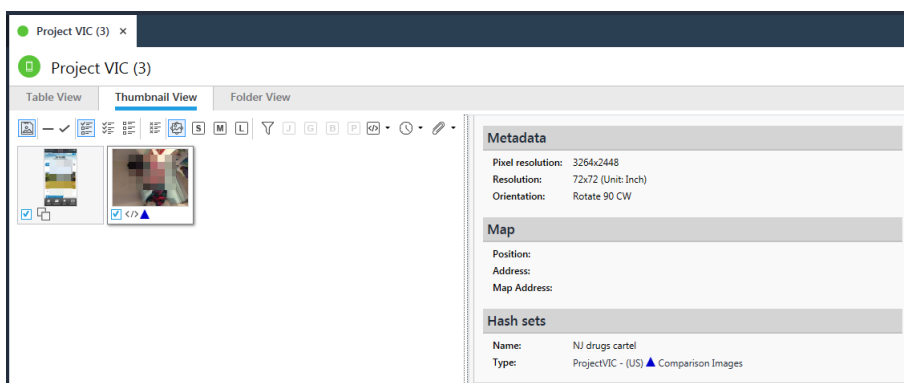 Project VIC (3) ×
Project VIC (3)
Table View Thumbnail View Folder View
S M L J G B P </>
</>
Metadata
Pixel resolution: 3264x2448
Resolution: 72x72 (Unit: Inch)
Orientation: Rotate 90 CW
Map
Position:
Address:
Map Address:
Hash sets
Name: NJ drugs cartel
Type: ProjectVIC - (US) ▲ Comparison Images